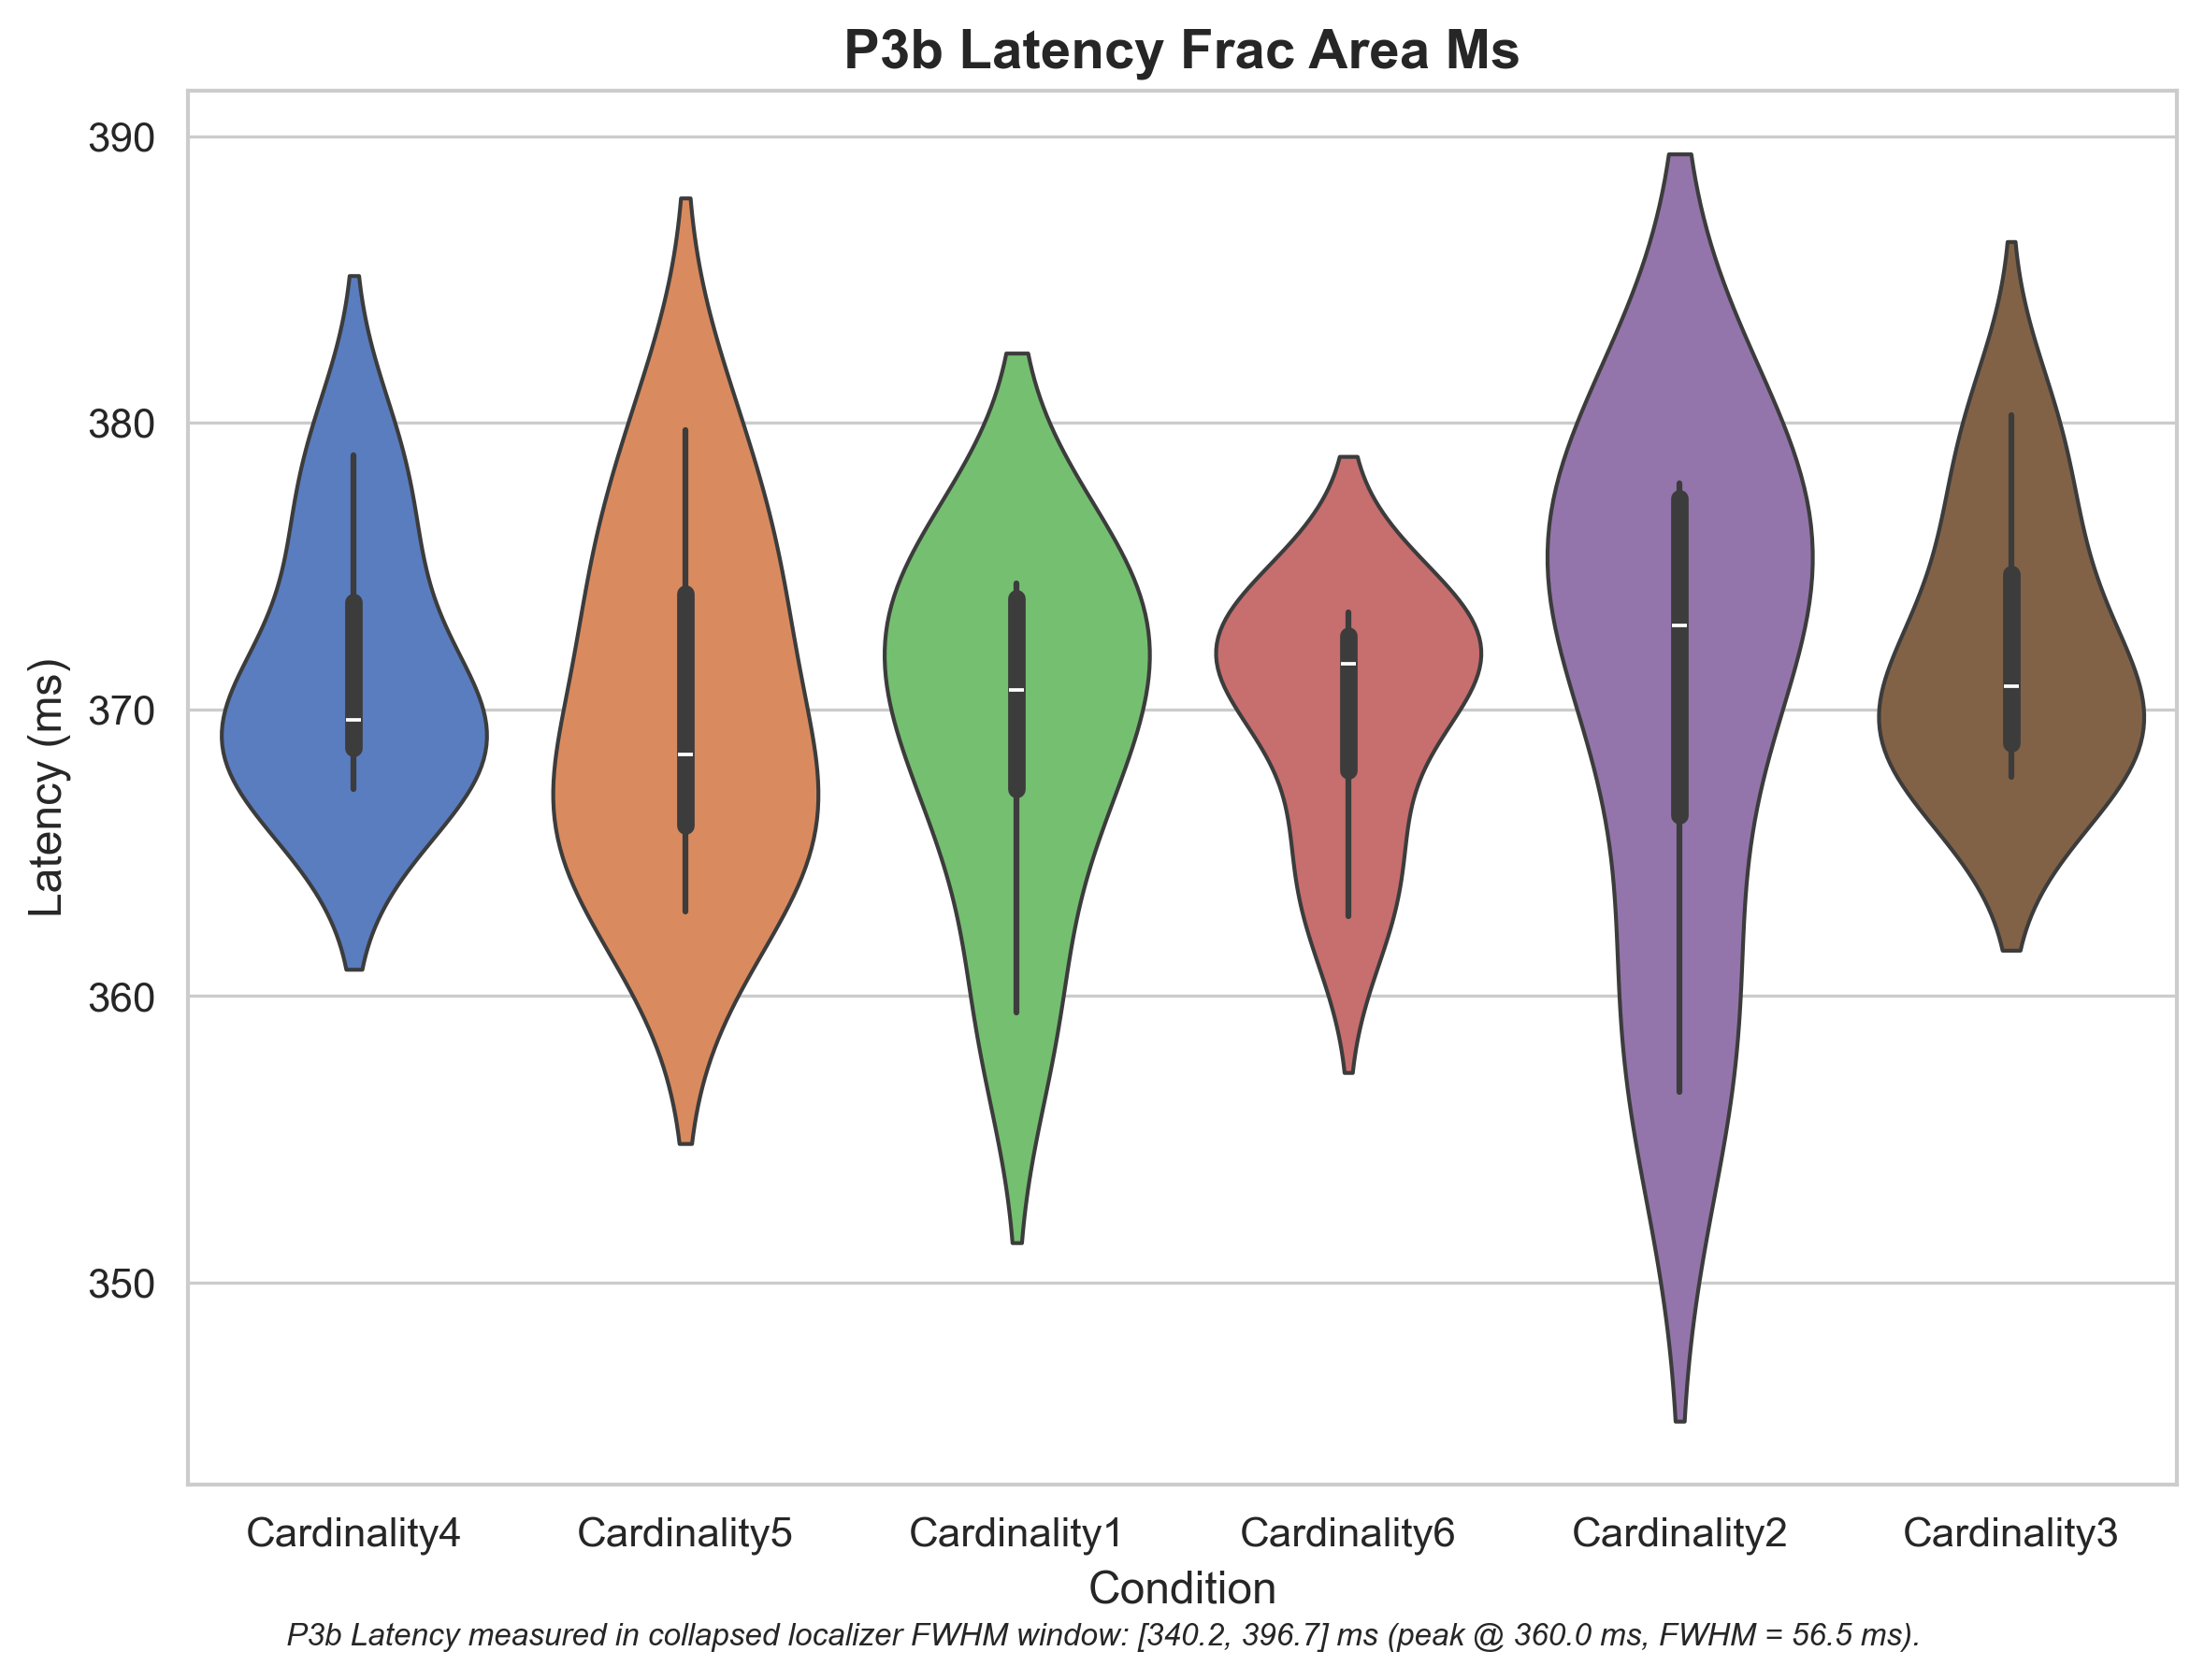 P3b Latency Frac Area Ms
390
380
370
360
350
Latency (ms)
Cardinality4 Cardinality5 Cardinality1 Cardinality6 Cardinality2 Cardinality3
Condition
P3b Latency measured in collapsed localizer FWHM window: [340.2, 396.7] ms (peak @ 360.0 ms, FWHM = 56.5 ms).